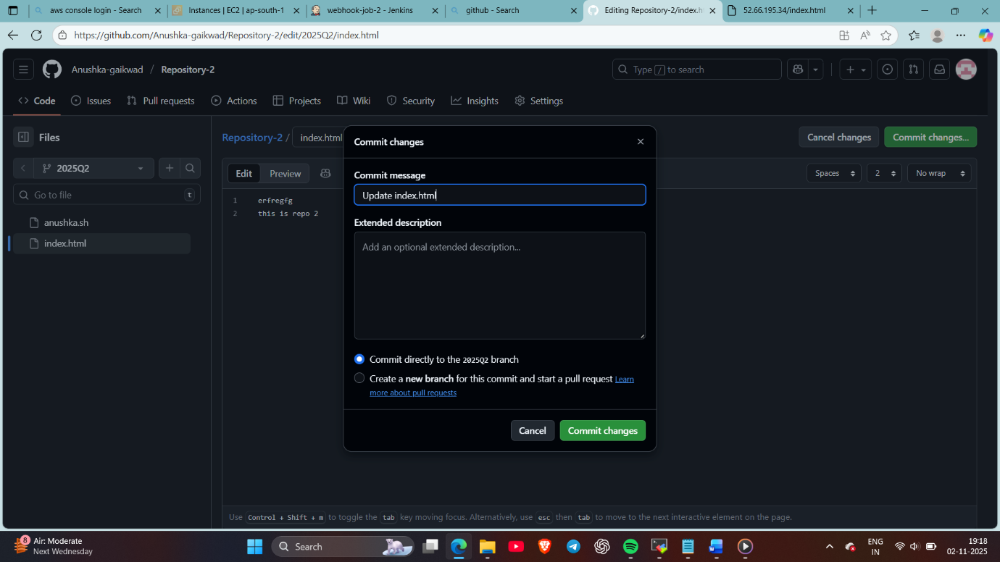 aws console login - Search
Instances | EC2 | ap-south-1
webhook-job-2 - Jenkins
github - Search
Editing Repository-2/index.h
52.66.195.34/index.html
https://github.com/Anushka-gaikwad/Repository-2/edit/2025Q2/index.html
Anushka-gaikwad / Repository-2
Type / to search
Code
Issues
Pull requests
Actions
Projects
Wiki
Security
Insights
Settings
Files
2025Q2
Go to file
t
anushka.sh
index.html
Repository-2 /
index.html
Cancel changes
Commit changes...
Edit
Preview
Spaces
2
No wrap
1 erfregfg
2 this is repo 2
Commit changes
Commit message
Update index.html
Extended description
Add an optional extended description...
Commit directly to the 2025Q2 branch
Create a new branch for this commit and start a pull request Learn
more about pull requests
Cancel
Commit changes
Use Control + Shift + m to toggle the tab key moving focus. Alternatively, use esc then tab to move to the next interactive element on the page.
8
Air: Moderate
Next Wednesday
Search
ENG
IN
19:18
02-11-2025